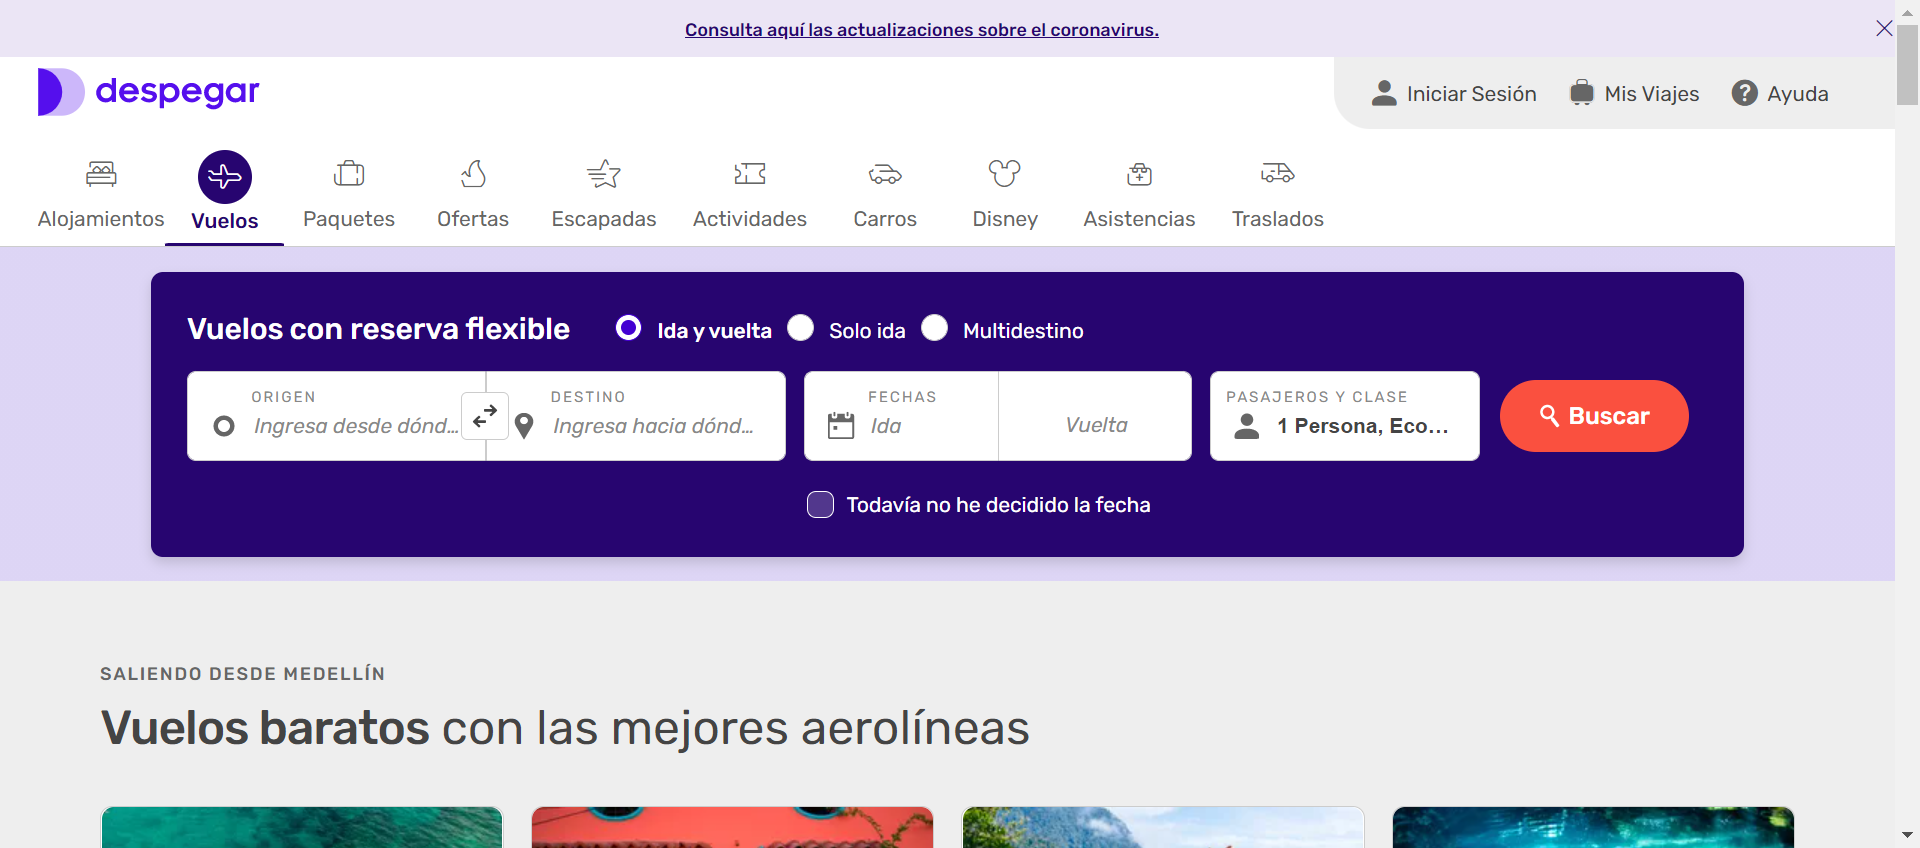 Consulta aquí las actualizaciones sobre el coronavirus.
despegar
Iniciar Sesión
Mis Viajes
Ayuda
Alojamientos
Vuelos
Paquetes
Ofertas
Escapadas
Actividades
Carros
Disney
Asistencias
Traslados
Vuelos con reserva flexible
Ida y vuelta
Solo ida
Multidestino
ORIGEN
Ingresa desde dónd...
DESTINO
Ingresa hacia dónd...
FECHAS
Ida
Vuelta
PASAJEROS Y CLASE
1 Persona, Eco...
Buscar
Todavía no he decidido la fecha
SALIENDO DESDE MEDELLÍN
Vuelos baratos con las mejores aerolíneas